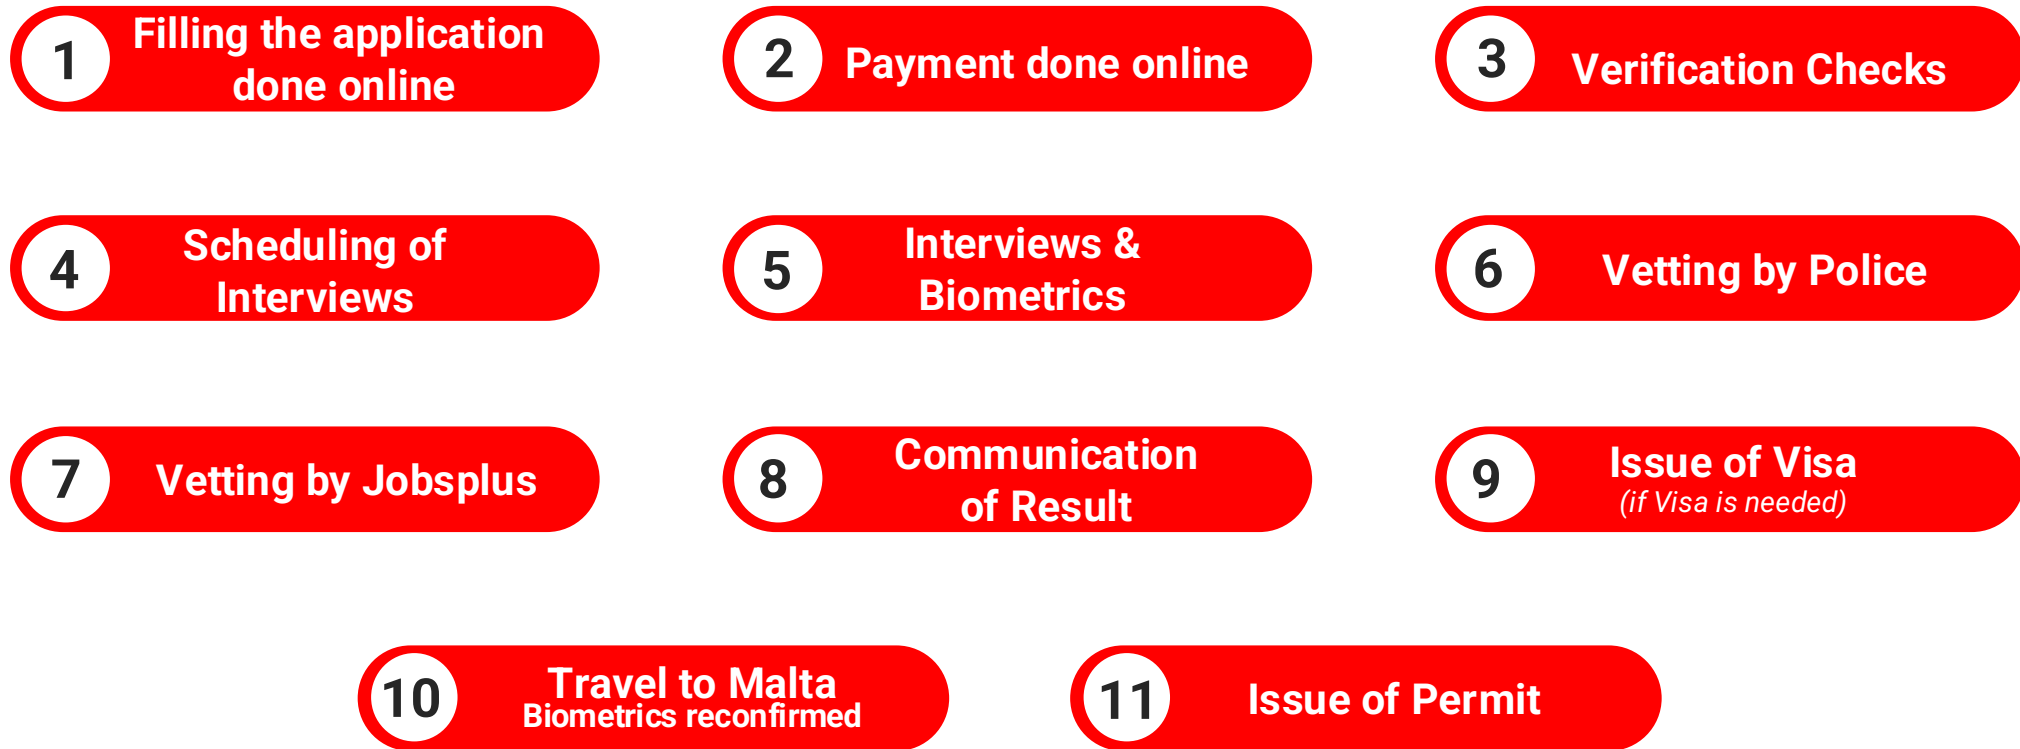 1
Filling the application
done online
2
Payment done online
3
Verification Checks
4
Scheduling of
Interviews
5
Interviews &
Biometrics
6
Vetting by Police
7
Vetting by Jobsplus
8
Communication
of Result
9
Issue of Visa
(if Visa is needed)
10
Travel to Malta
Biometrics reconfirmed
11
Issue of Permit